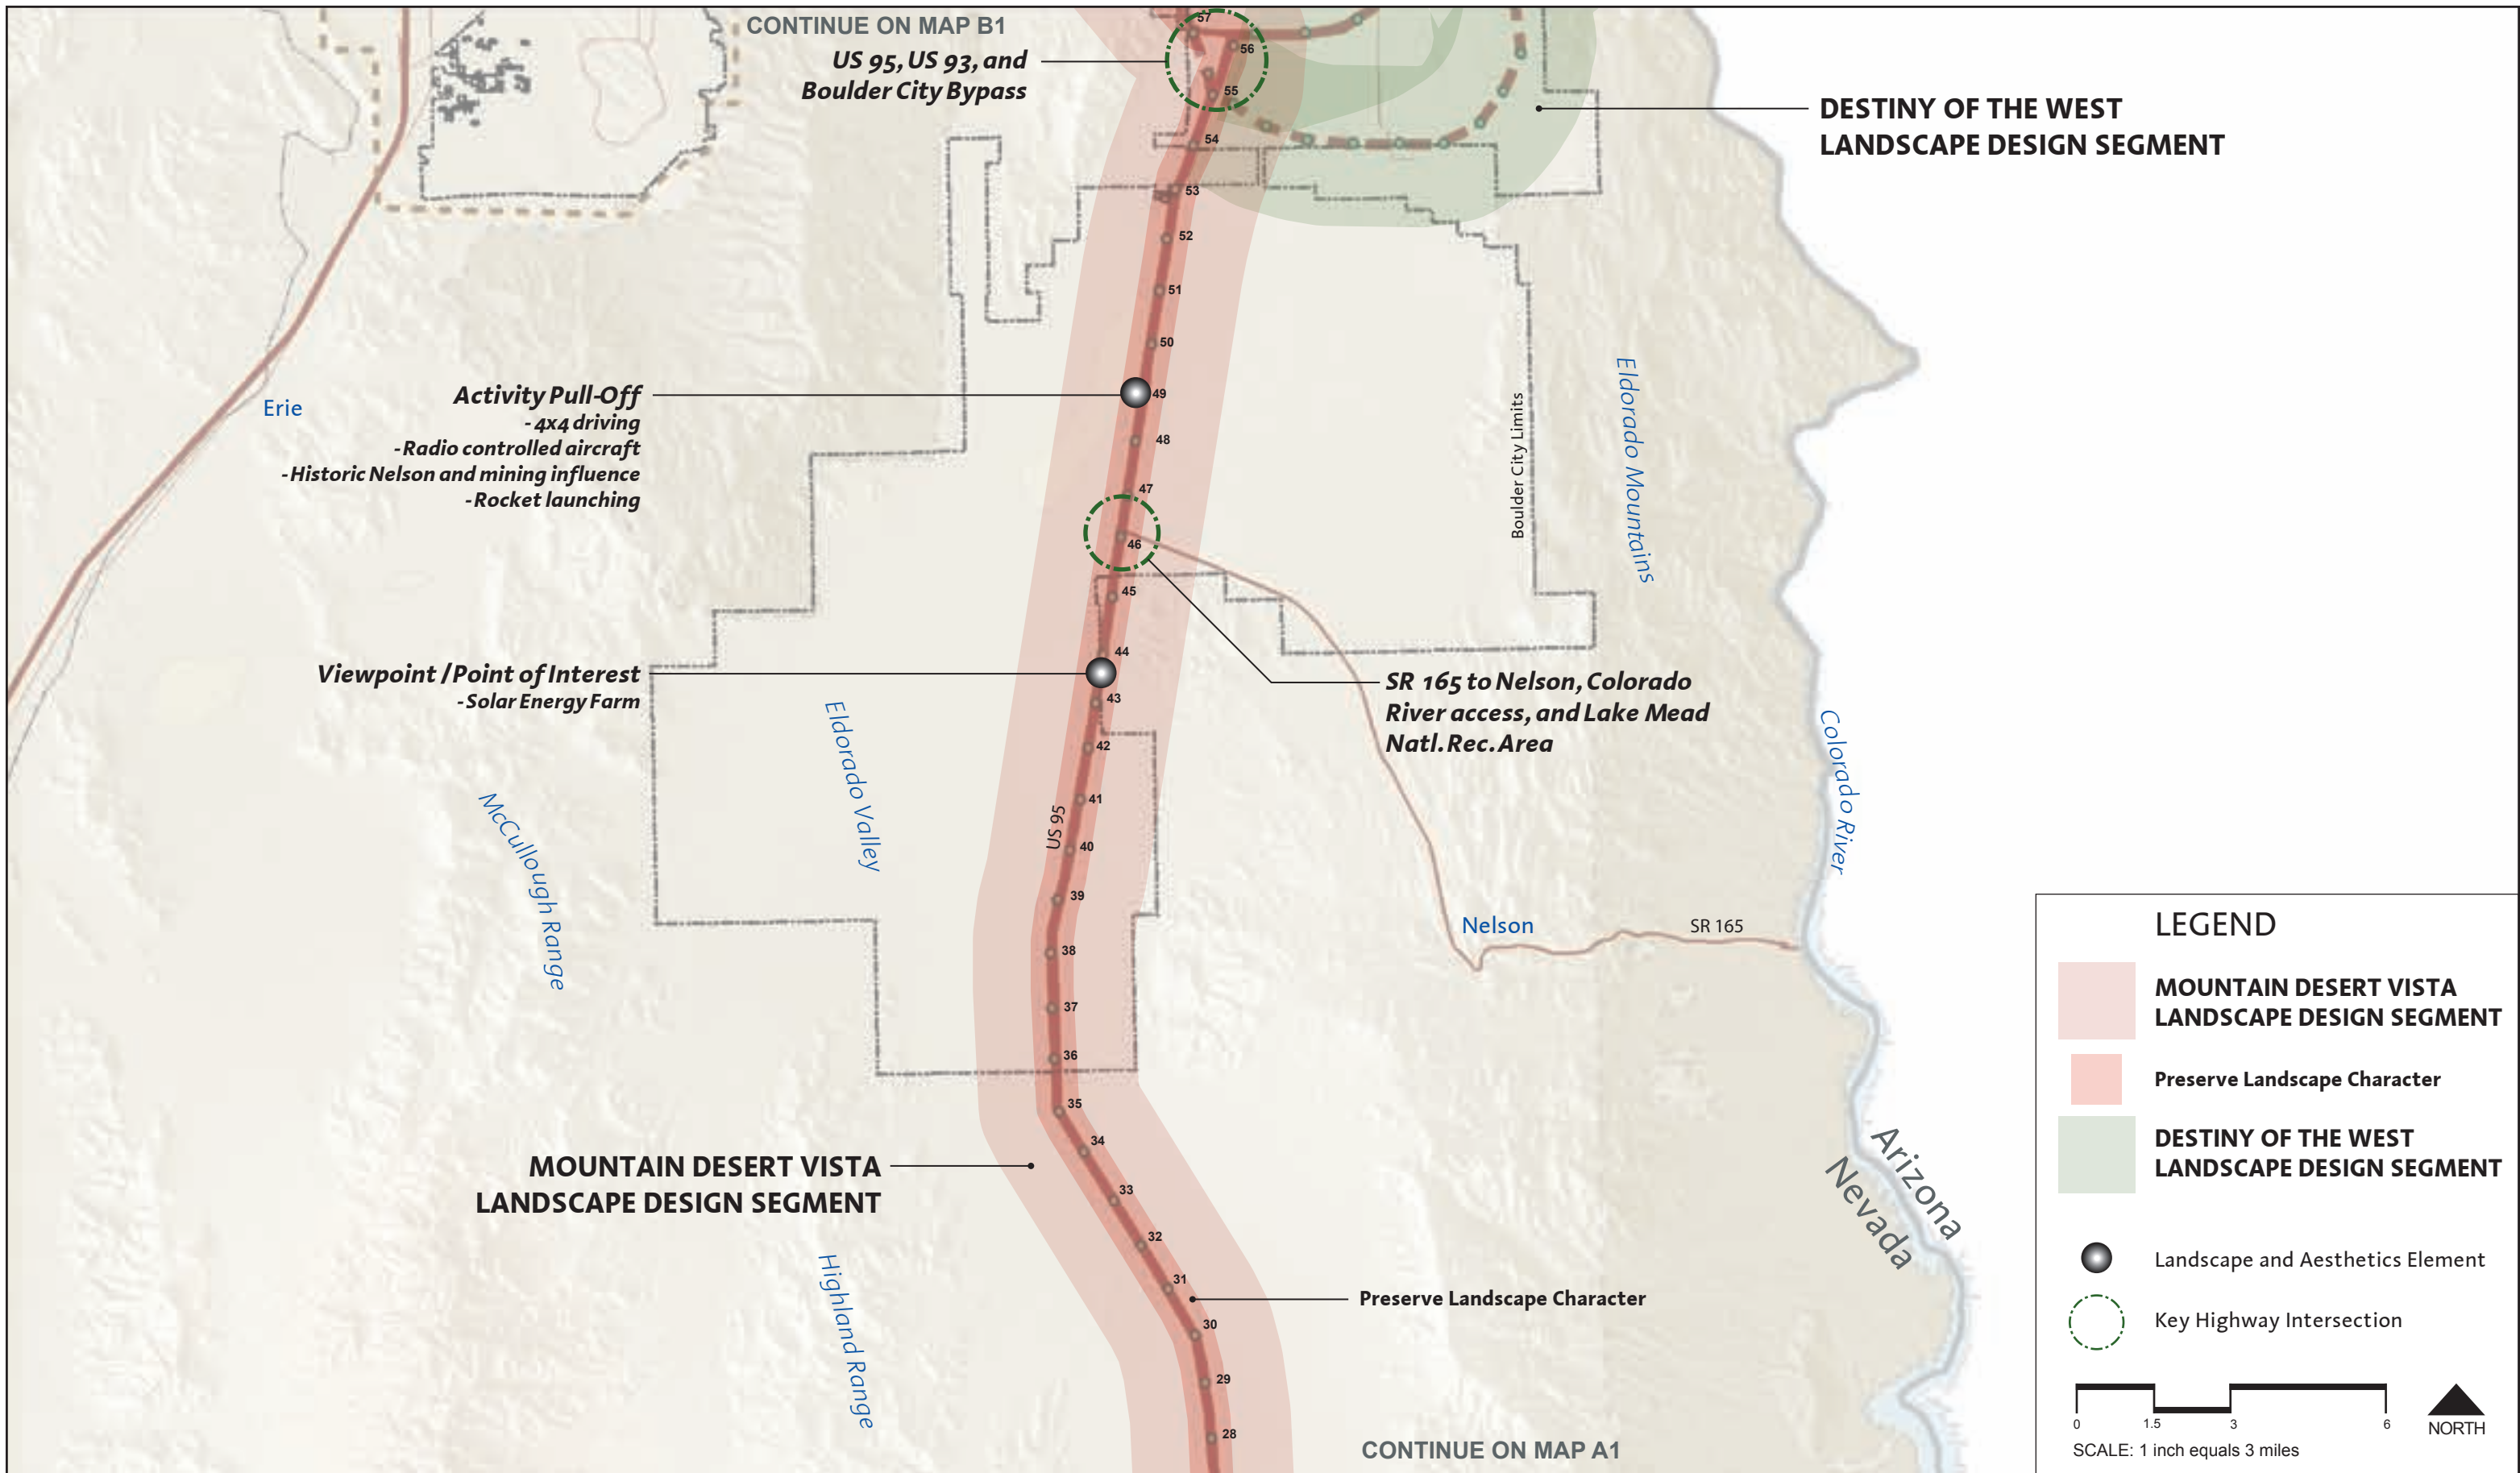 CONTINUE ON MAP B1
US 95, US 93, and
Boulder City Bypass
57
56
55
54
53
52
51
50
49
48
47
46
45
44
43
42
41
40
39
38
37
36
35
34
33
32
31
30
29
28
DESTINY OF THE WEST
LANDSCAPE DESIGN SEGMENT
Erie
Activity Pull-Off
- 4x4 driving
- Radio controlled aircraft
- Historic Nelson and mining influence
- Rocket launching
Boulder City Limits
Eldorado Mountains
Viewpoint / Point of Interest
- Solar Energy Farm
SR 165 to Nelson, Colorado
River access, and Lake Mead
Natl. Rec. Area
Eldorado Valley
McCullough Range
US 95
Colorado River
Nelson
SR 165
MOUNTAIN DESERT VISTA
LANDSCAPE DESIGN SEGMENT
Highland Range
Preserve Landscape Character
Arizona
Nevada
CONTINUE ON MAP A1
LEGEND
MOUNTAIN DESERT VISTA
LANDSCAPE DESIGN SEGMENT
Preserve Landscape Character
DESTINY OF THE WEST
LANDSCAPE DESIGN SEGMENT
Landscape and Aesthetics Element
Key Highway Intersection
0 1.5 3 6
NORTH
SCALE: 1 inch equals 3 miles